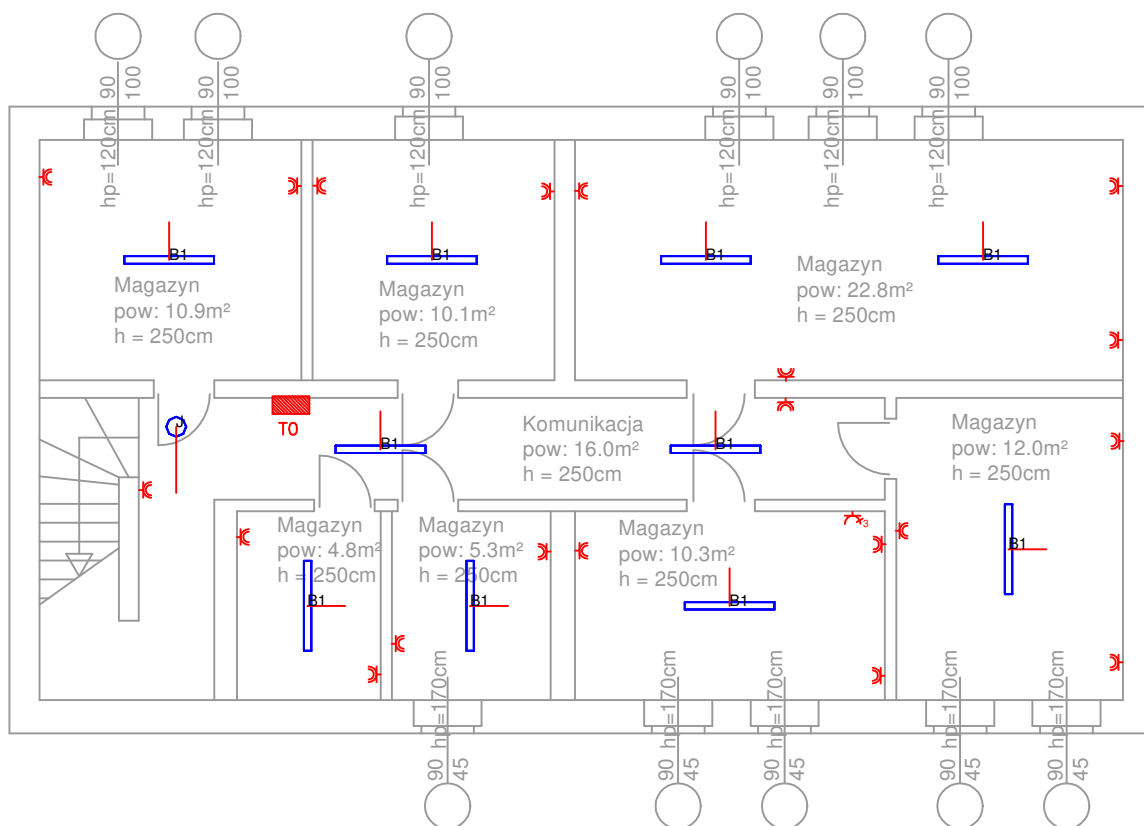 90
100
hp=120cm
90
100
hp=120cm
90
100
hp=120cm
90
100
hp=120cm
90
100
hp=120cm
90
100
hp=120cm
B1
B1
B1
B1
Magazyn
pow: 10.9m²
h = 250cm
Magazyn
pow: 10.1m²
h = 250cm
Magazyn
pow: 22.8m²
h = 250cm
J
TO
B1
Komunikacja
pow: 16.0m²
h = 250cm
B1
Magazyn
pow: 12.0m²
h = 250cm
Magazyn
pow: 4.8m²
h = 250cm
Magazyn
pow: 5.3m²
h = 250cm
Magazyn
pow: 10.3m²
h = 250cm
x3
B1
B1
B1
B1
hp=170cm
90
45
hp=170cm
90
45
hp=170cm
90
45
hp=170cm
90
45
hp=170cm
90
45